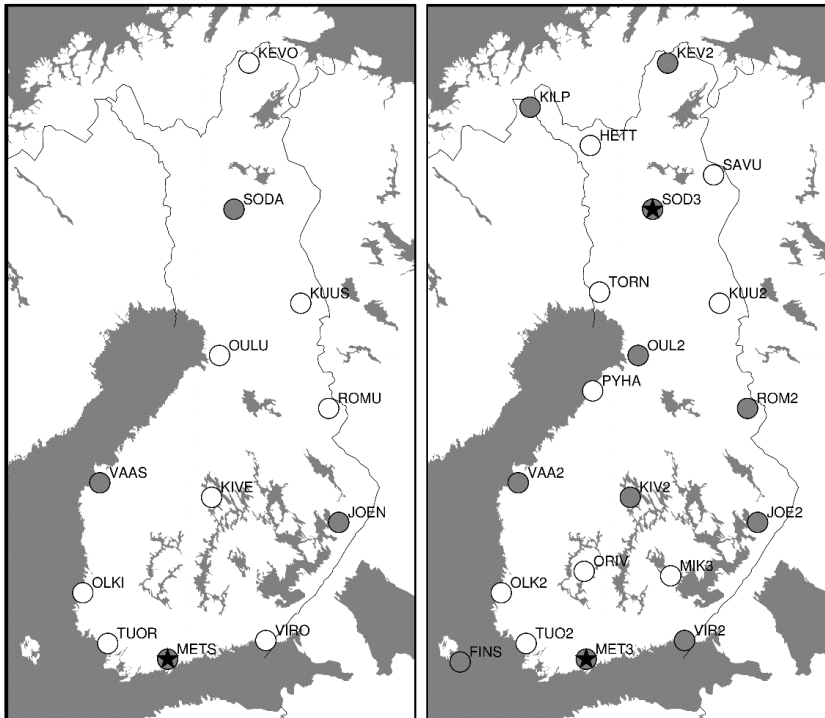 KEVO
SODA
KUUS
OULU
ROMU
VAAS
KIVE
JOEN
OLKI
TUOR
VIRO
METS
KEV2
KILP
HETT
SAVU
SOD3
TORN
KUU2
OUL2
PYHA
ROM2
VAA2
KIV2
JOE2
ORIV
MIK3
OLK2
TUO2
VIR2
FINS
MET3